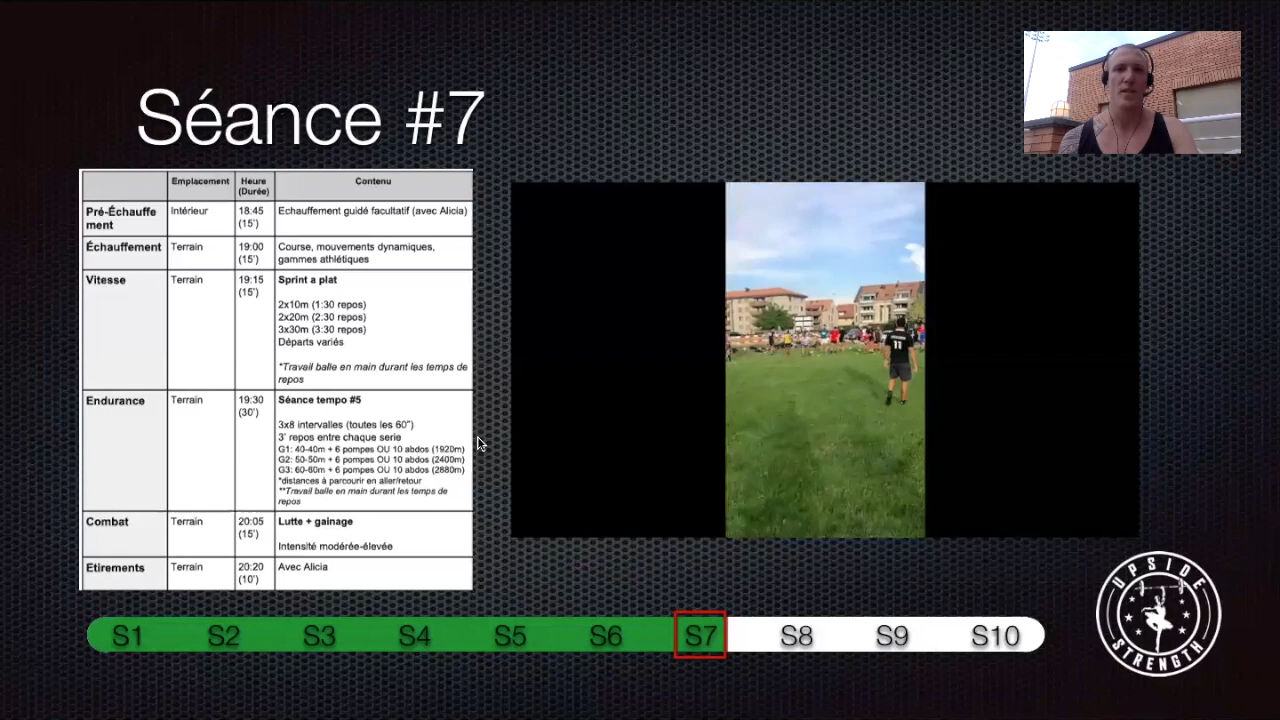 Séance #7
Emplacement
Heure
(Durée)
Contenu
Pré-Échauffe
ment
Intérieur
18:45
(15')
Echauffement guidé facultatif (avec Alicia)
Échauffement
Terrain
19:00
(15')
Course, mouvements dynamiques,
gammes athlétiques
Vitesse
Terrain
19:15
(15')
Sprint a plat
2x10m (1:30 repos)
2x20m (2:30 repos)
3x30m (3:30 repos)
Départs variés
*Travail balle en main durant les temps de
repos
Endurance
Terrain
19:30
(30')
Séance tempo #5
3x8 intervalles (toutes les 60")
3' repos entre chaque serie
G1: 40-40m + 6 pompes OU 10 abdos (1920m)
G2: 50-50m + 6 pompes OU 10 abdos (2400m)
G3: 60-60m + 6 pompes OU 10 abdos (2880m)
*distances à parcourir en aller/retour
**Travail balle en main durant les temps de
repos
Combat
Terrain
20:05
(15')
Lutte + gainage
Intensité modérée-élevée
Etirements
Terrain
20:20
(10')
Avec Alicia
11
S1 S2 S3 S4 S5 S6 S7 S8 S9 S10
UPSIDE
STRENGTH